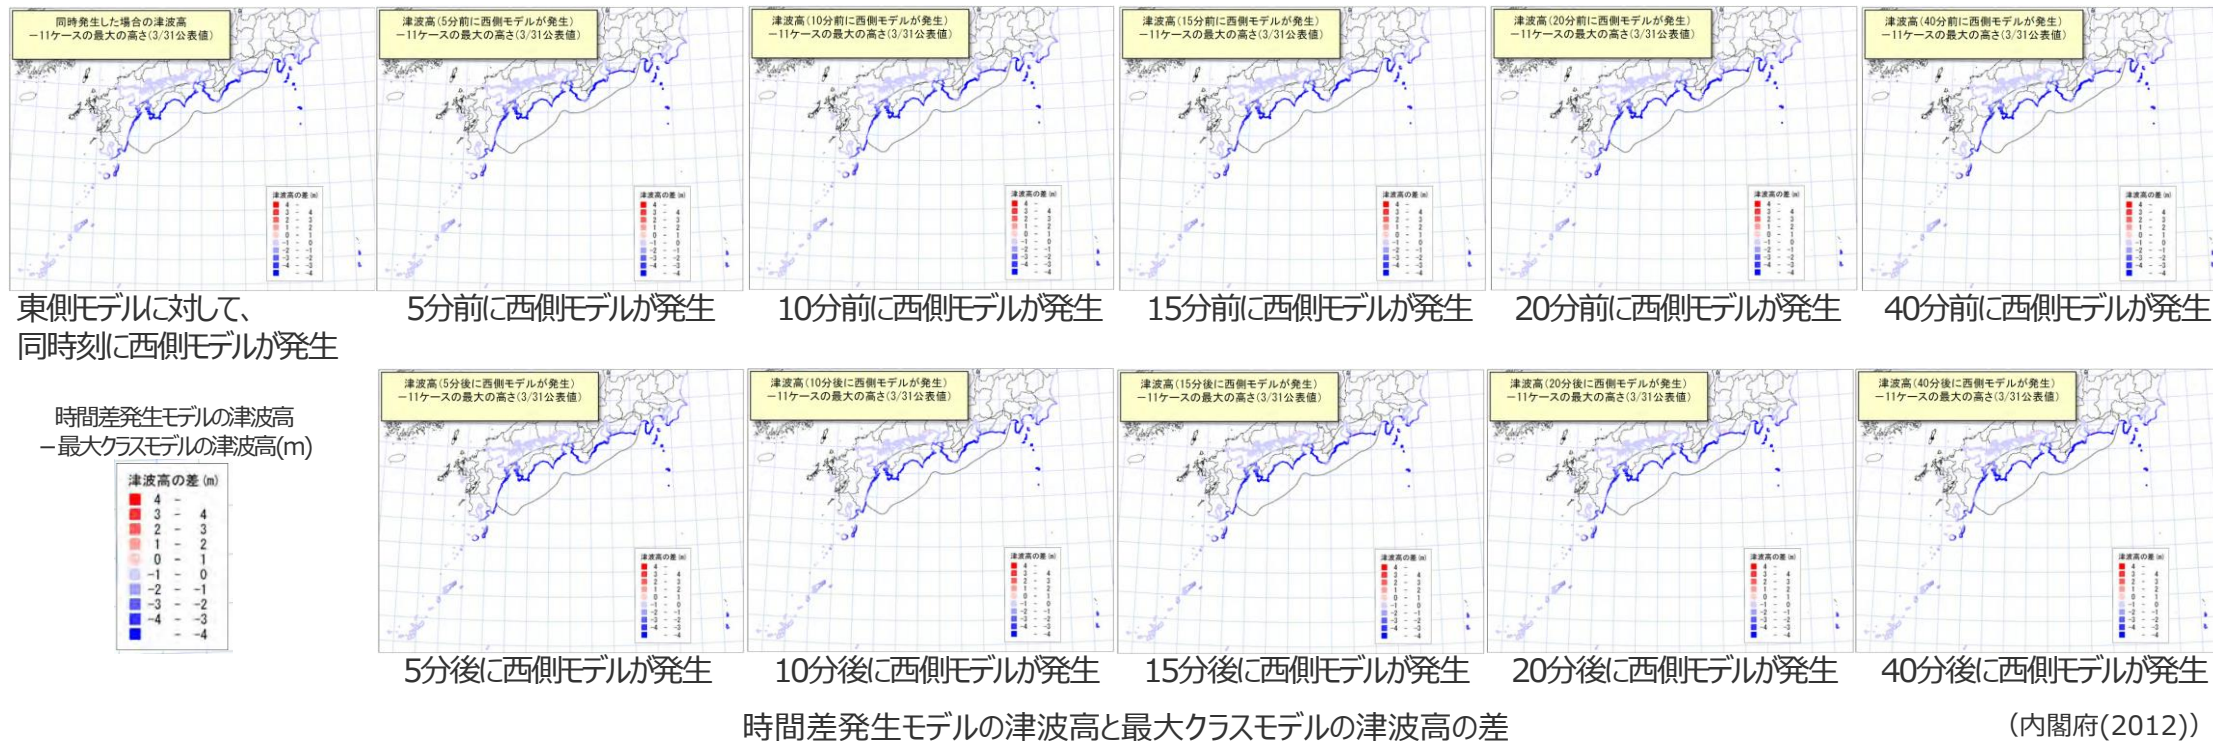 同時発生した場合の津波高
－11ケースの最大の高さ(3/31公表値)
津波高(5分前に西側モデルが発生)
－11ケースの最大の高さ(3/31公表値)
津波高(10分前に西側モデルが発生)
－11ケースの最大の高さ(3/31公表値)
津波高(15分前に西側モデルが発生)
－11ケースの最大の高さ(3/31公表値)
津波高(20分前に西側モデルが発生)
－11ケースの最大の高さ(3/31公表値)
津波高(40分前に西側モデルが発生)
－11ケースの最大の高さ(3/31公表値)
東側モデルに対して、
同時刻に西側モデルが発生
5分前に西側モデルが発生
10分前に西側モデルが発生
15分前に西側モデルが発生
20分前に西側モデルが発生
40分前に西側モデルが発生
時間差発生モデルの津波高
－最大クラスモデルの津波高(m)
津波高の差(m)
4 -
3 - 4
2 - 3
1 - 2
0 - 1
-1 - 0
-2 - -1
-3 - -2
-4 - -3
- -4
津波高(5分後に西側モデルが発生)
－11ケースの最大の高さ(3/31公表値)
津波高(10分後に西側モデルが発生)
－11ケースの最大の高さ(3/31公表値)
津波高(15分後に西側モデルが発生)
－11ケースの最大の高さ(3/31公表値)
津波高(20分後に西側モデルが発生)
－11ケースの最大の高さ(3/31公表値)
津波高(40分後に西側モデルが発生)
－11ケースの最大の高さ(3/31公表値)
5分後に西側モデルが発生
10分後に西側モデルが発生
15分後に西側モデルが発生
20分後に西側モデルが発生
40分後に西側モデルが発生
時間差発生モデルの津波高と最大クラスモデルの津波高の差
（内閣府(2012)）